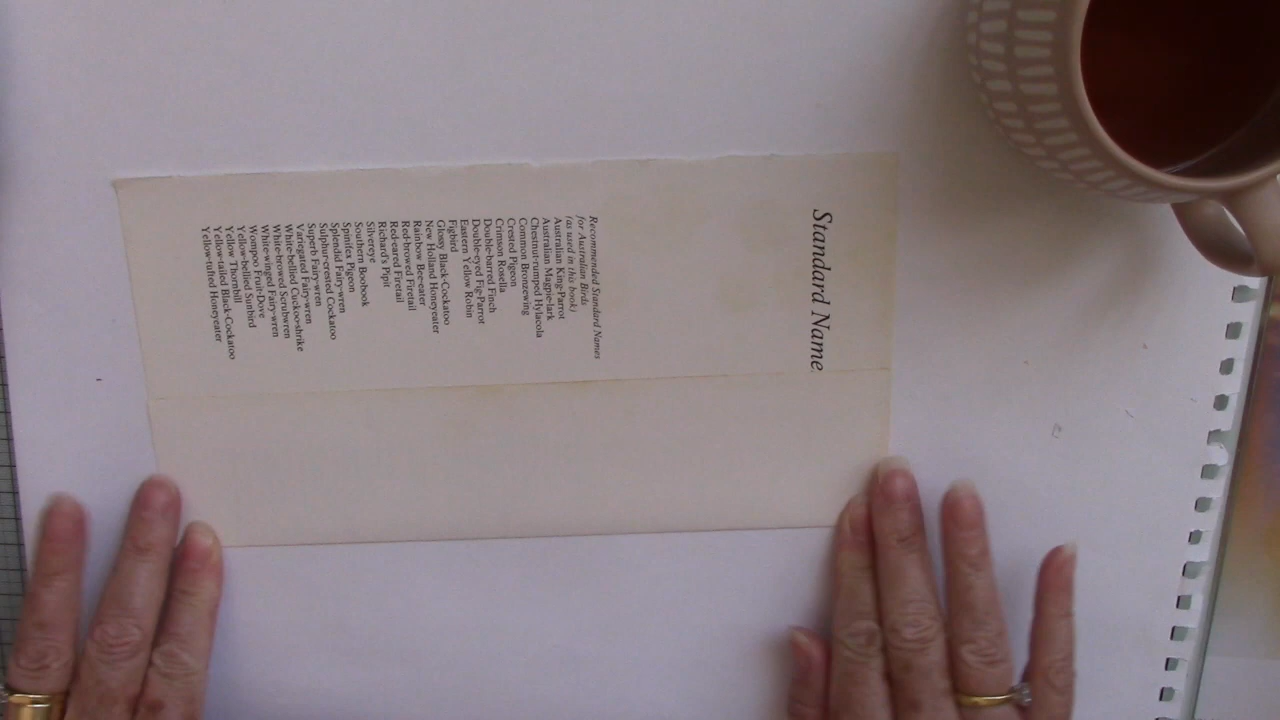 Standard Name
Recommended Standard Names
for Australian Birds
(as used in this book)
Australian King-Parrot
Australian Magpie-lark
Chestnut-rumped Hylacola
Common Bronzewing
Crested Pigeon
Crimson Rosella
Double-barred Finch
Double-eyed Fig-Parrot
Eastern Yellow Robin
Figbird
Glossy Black-Cockatoo
New Holland Honeyeater
Rainbow Bee-eater
Red-browed Firetail
Red-eared Firetail
Richard's Pipit
Silvereye
Southern Boobook
Spinifex Pigeon
Splendid Fairy-wren
Sulphur-crested Cockatoo
Superb Fairy-wren
Variegated Fairy-wren
White-bellied Cuckoo-shrike
White-browed Scrubwren
White-winged Fairy-wren
Wompoo Fruit-Dove
Yellow-bellied Sunbird
Yellow Thornbill
Yellow-tailed Black-Cockatoo
Yellow-tufted Honeyeater